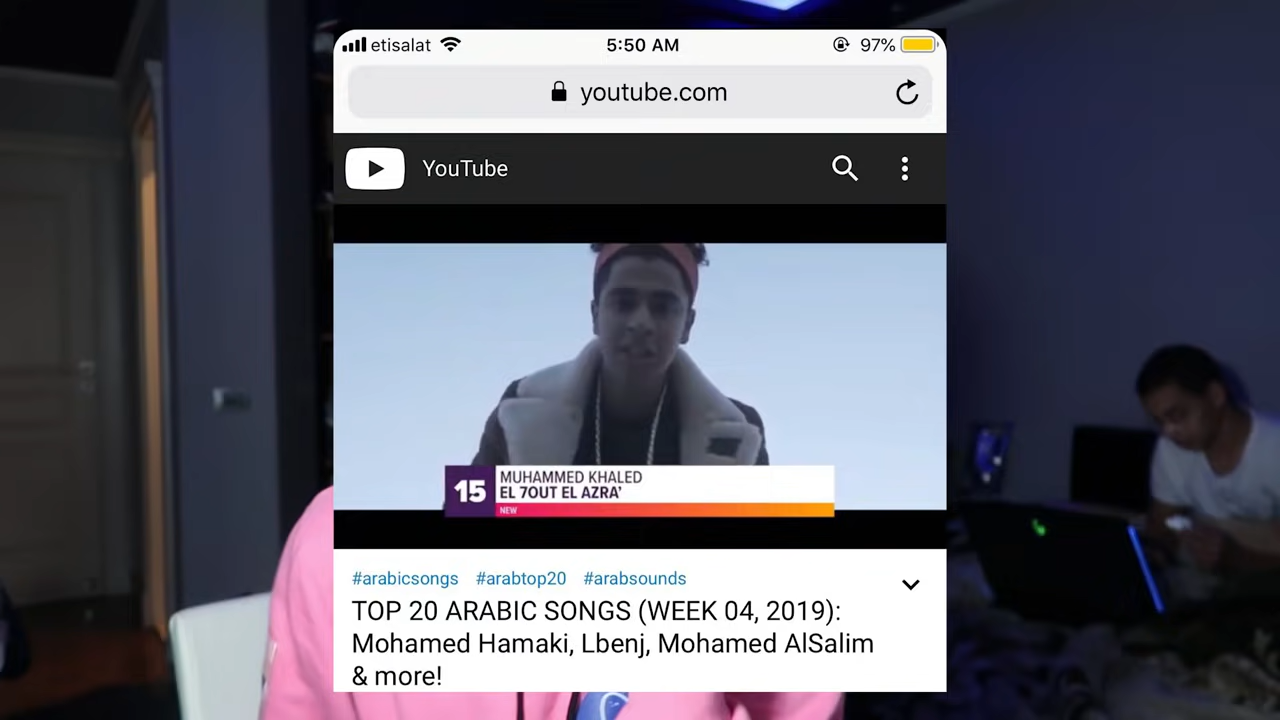 etisalat
5:50 AM
97%
youtube.com
YouTube
15
MUHAMMED KHALED
EL 7OUT EL AZRA'
NEW
#arabicsongs #arabtop20 #arabsounds
TOP 20 ARABIC SONGS (WEEK 04, 2019):
Mohamed Hamaki, Lbenj, Mohamed AlSalim
& more!